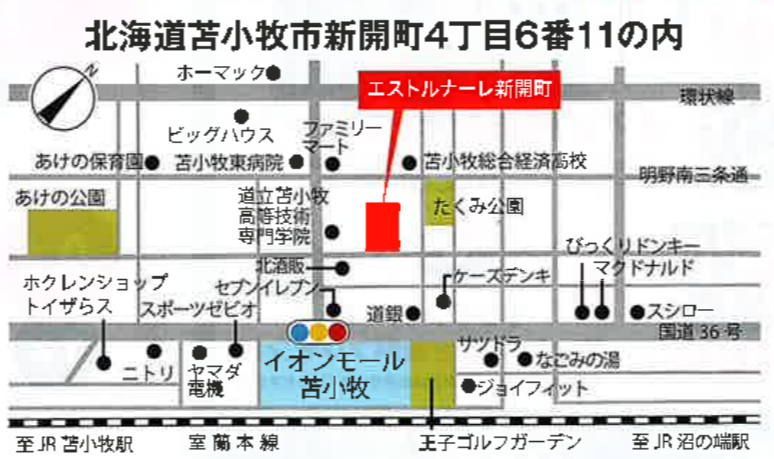 北海道苫小牧市新開町4丁目6番11の内
N
ホーマック
エストルナーレ新開町
環状線
ビッグハウス
ファミリー
マート
あけの保育園
苫小牧東病院
苫小牧総合経済高校
明野南三条通
あけの公園
道立苫小牧
高等技術
専門学院
たくみ公園
びっくりドンキー
マクドナルド
北酒販
ケーズデンキ
ホクレンショップ
トイザらス
セブンイレブン
スポーツゼビオ
道銀
スシロー
国道36号
サツドラ
なごみの湯
ニトリ
ヤマダ
電機
イオンモール
苫小牧
ジョイフィット
至JR苫小牧駅
室蘭本線
王子ゴルフガーデン
至JR沼の端駅